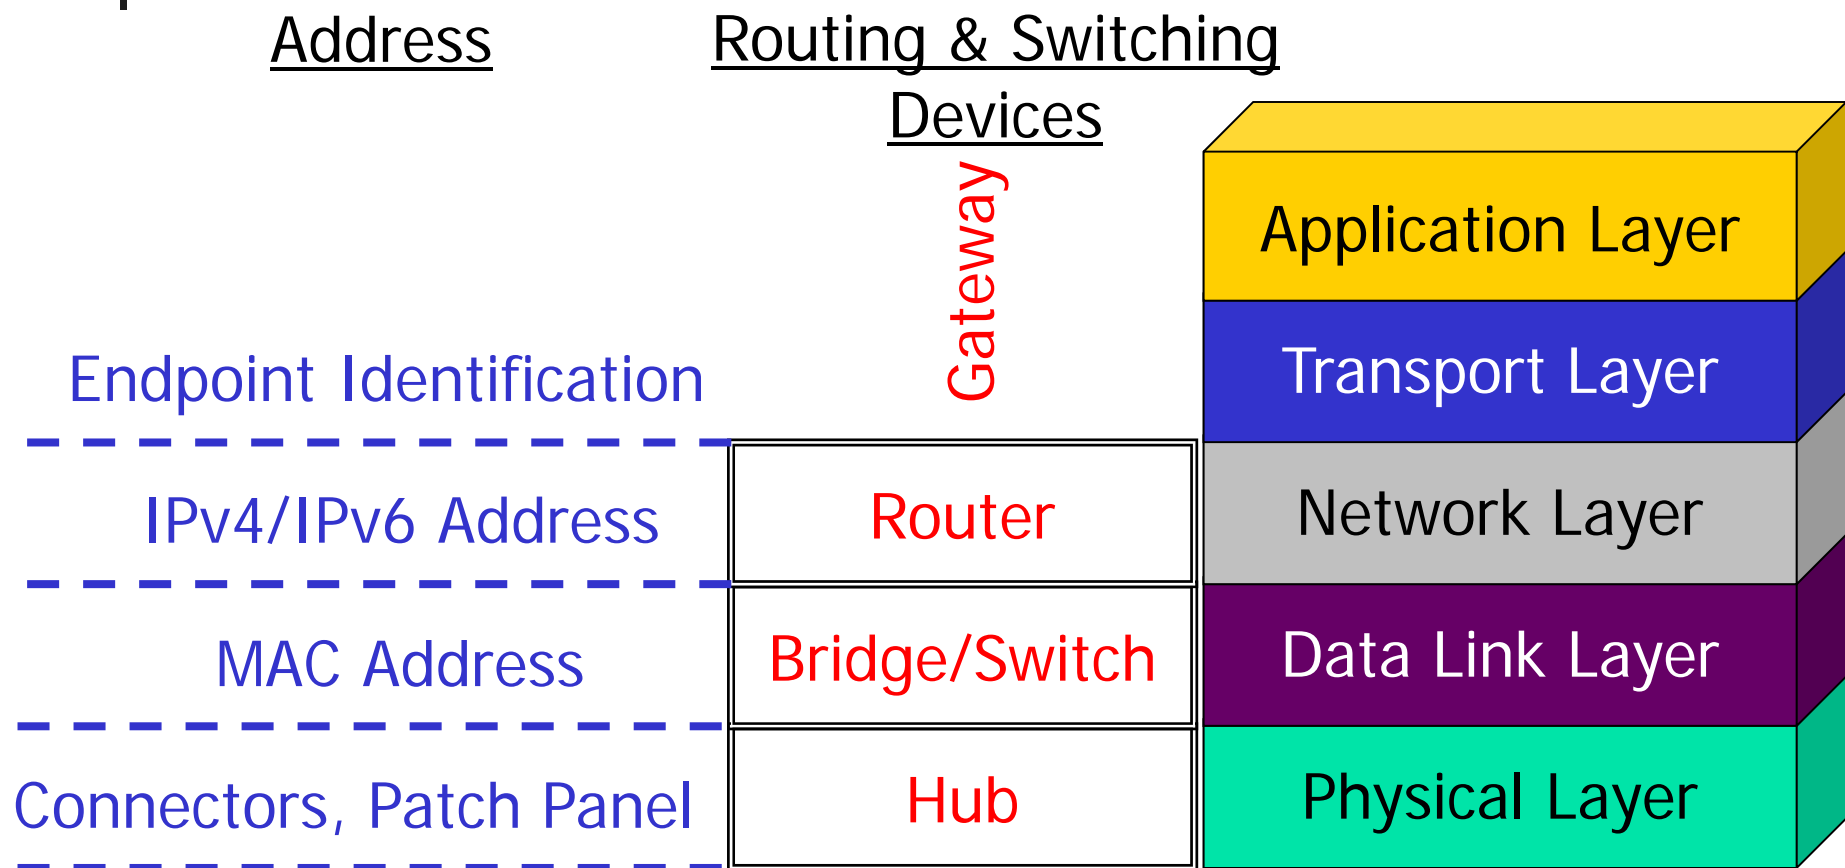 Address
Routing & Switching
Devices
Gateway
Application Layer
Endpoint Identification
Transport Layer
IPv4/IPv6 Address
Router
Network Layer
MAC Address
Bridge/Switch
Data Link Layer
Connectors, Patch Panel
Hub
Physical Layer